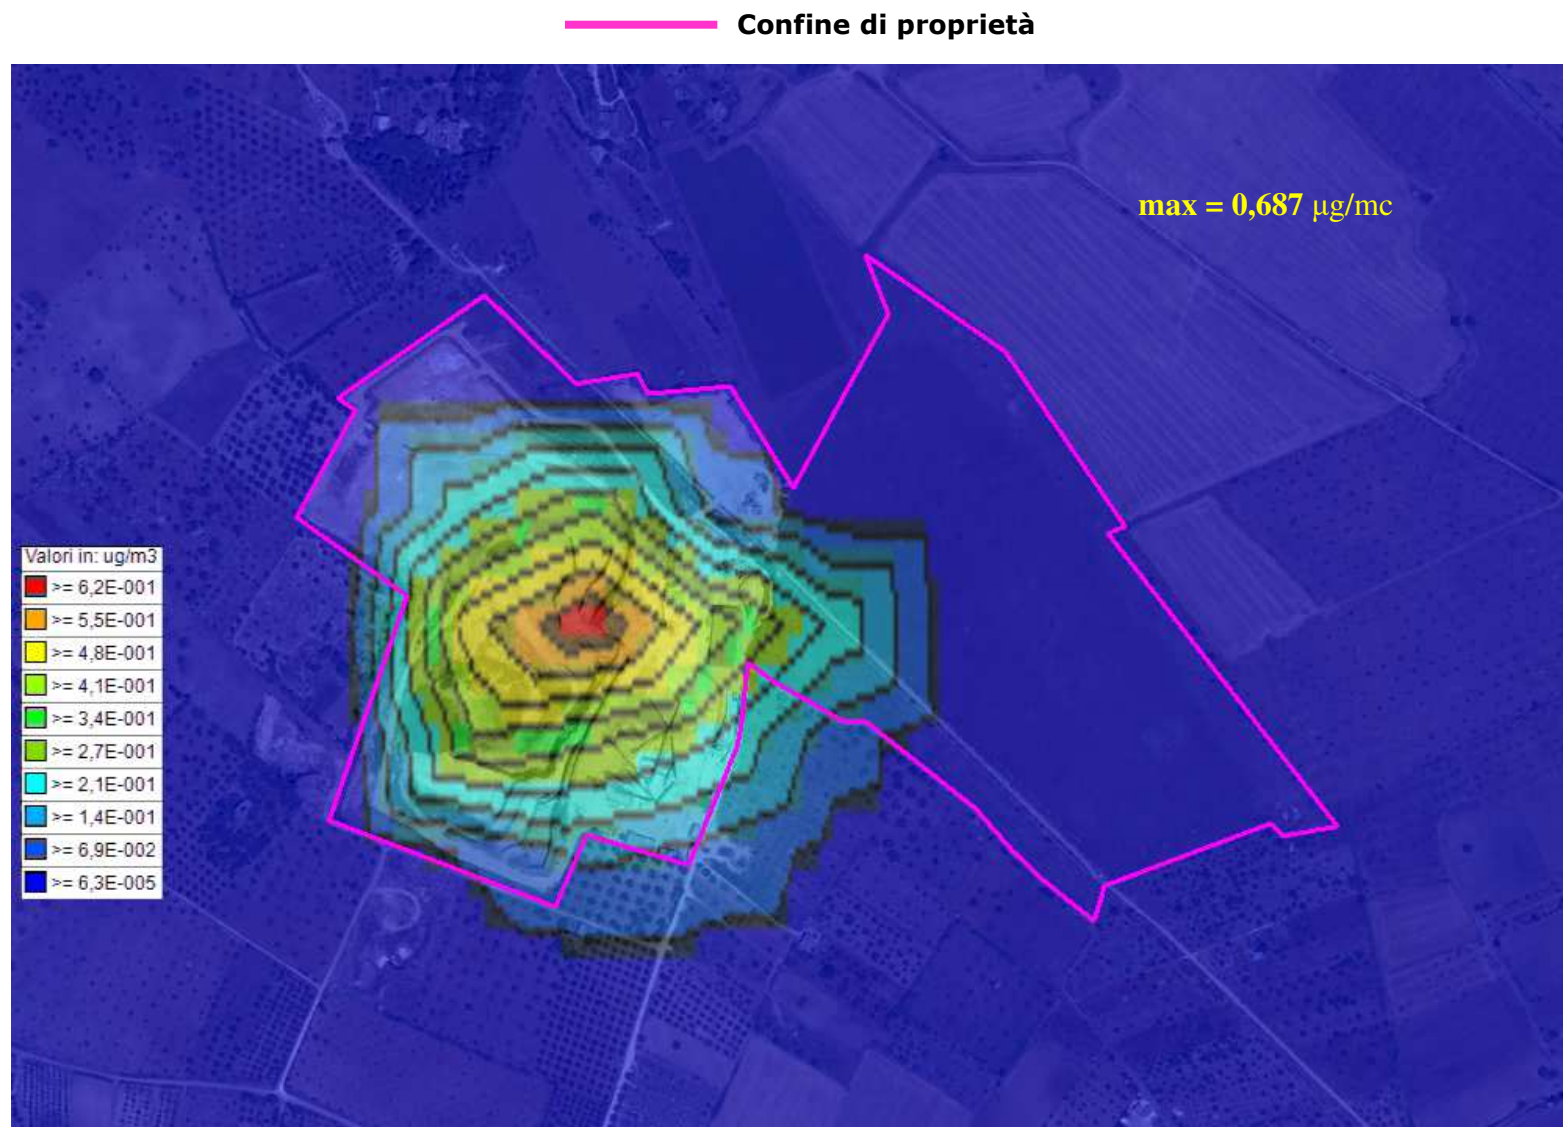 Confine di proprietà
max = 0,687 μg/mc
Valori in: ug/m3
>= 6,2E-001
>= 5,5E-001
>= 4,8E-001
>= 4,1E-001
>= 3,4E-001
>= 2,7E-001
>= 2,1E-001
>= 1,4E-001
>= 6,9E-002
>= 6,3E-005